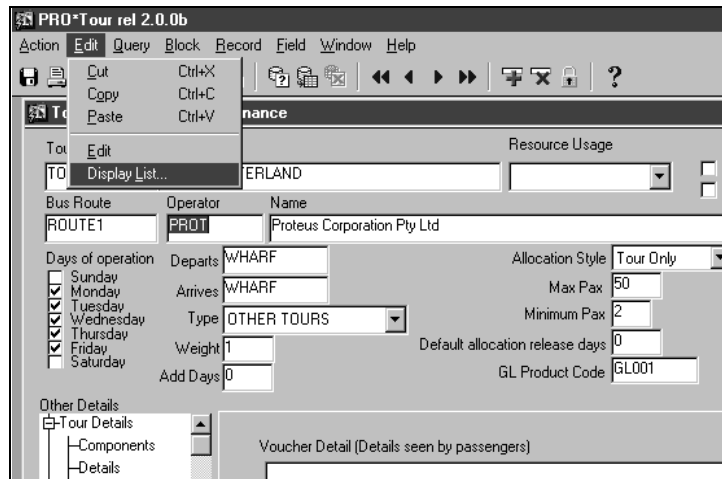 PRO*Tour rel 2.0.0b
Action Edit Query Block Record Field Window Help
Cut Ctrl+X
Copy Ctrl+C
Paste Ctrl+V
Edit
Display List...
nance
Resource Usage
TERLAND
Bus Route Operator Name
ROUTE1 PROT Proteus Corporation Pty Ltd
Days of operation
Sunday
Monday
Tuesday
Wednesday
Thursday
Friday
Saturday
Departs WHARF
Arrives WHARF
Type OTHER TOURS
Weight 1
Add Days 0
Allocation Style Tour Only
Max Pax 50
Minimum Pax 2
Default allocation release days 0
GL Product Code GL001
Other Details
Tour Details
Components
Details
Voucher Detail (Details seen by passengers)